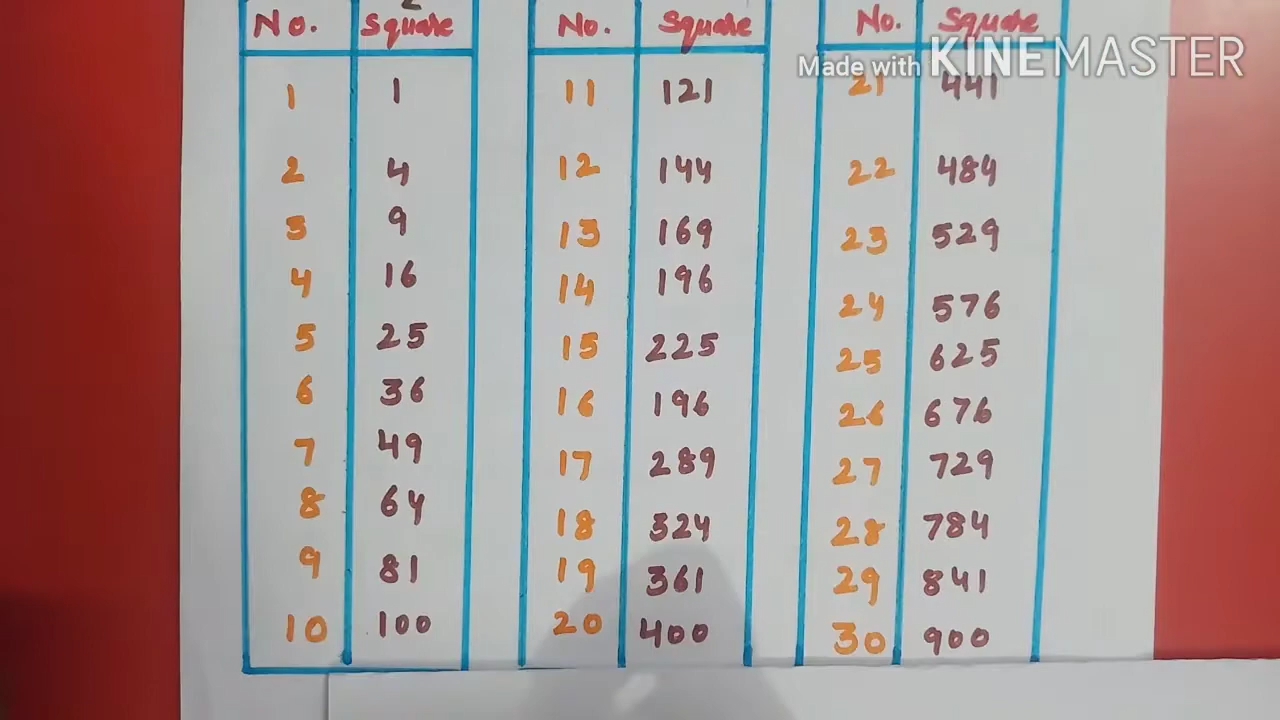 No. Square No. Square No. Square
Made with KINEMASTER
1 1 11 121 21 441
2 4 12 144 22 484
3 9 13 169 23 529
4 16 14 196 24 576
5 25 15 225 25 625
6 36 16 196 26 676
7 49 17 289 27 729
8 64 18 324 28 784
9 81 19 361 29 841
10 100 20 400 30 900